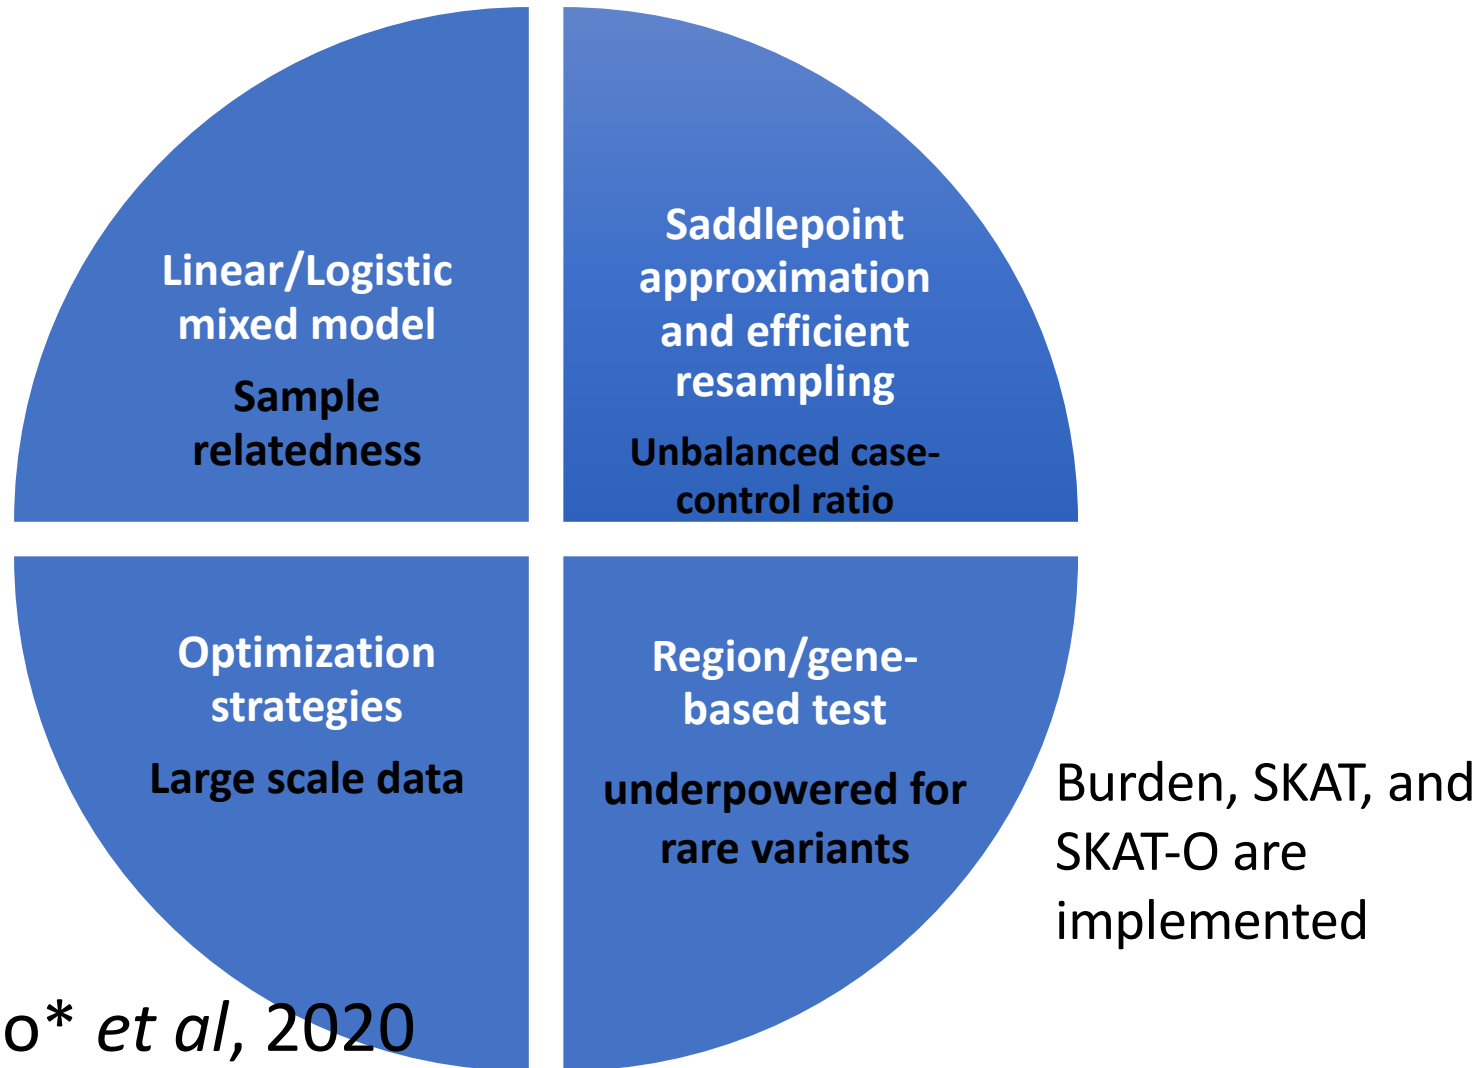 Linear/Logistic
mixed model
Sample
relatedness
Saddlepoint
approximation
and efficient
resampling
Unbalanced case-
control ratio
Optimization
strategies
Large scale data
Region/gene-
based test
underpowered for
rare variants
Burden, SKAT, and
SKAT-O are
implemented
o* et al, 2020